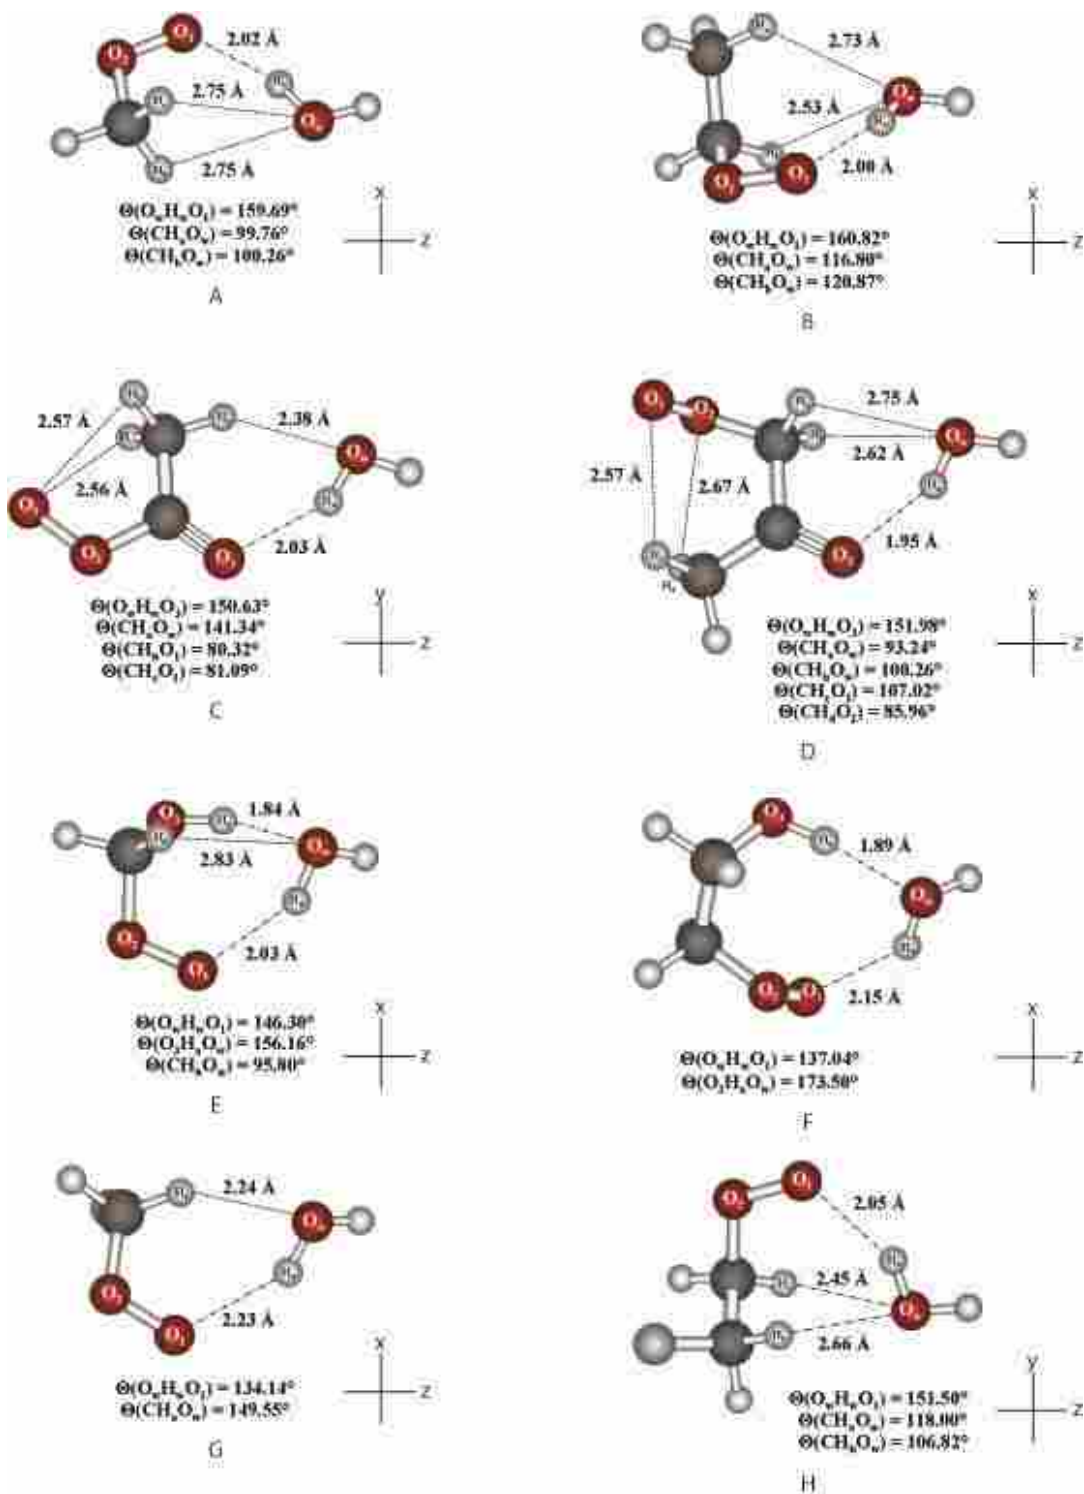 O₁
O₂
2.02 Å
2.75 Å
2.75 Å
Θ(OwHwO₁) = 159.69°
Θ(CHaOw) = 99.76°
Θ(CHbOw) = 100.26°
X
Z
A
2.73 Å
2.53 Å
2.00 Å
Θ(OwHwO₁) = 160.82°
Θ(CHaOw) = 116.80°
Θ(CHbOw) = 120.87°
x
Z
B
2.57 Å
2.38 Å
2.56 Å
2.03 Å
Θ(OwHwO₃) = 150.63°
Θ(CHaOw) = 141.34°
Θ(CHbO₁) = 80.32°
Θ(CHcO₁) = 81.09°
y
Z
C
2.75 Å
2.62 Å
2.57 Å
2.67 Å
1.95 Å
Θ(OwHwO₃) = 151.98°
Θ(CHaOw) = 93.24°
Θ(CHbOw) = 100.26°
Θ(CHcO₁) = 107.02°
Θ(CHdO₂) = 85.96°
x
Z
D
1.84 Å
2.83 Å
2.03 Å
Θ(OwHwO₁) = 146.30°
Θ(O₃HaOw) = 156.16°
Θ(CHbOw) = 95.80°
x
Z
E
1.89 Å
2.15 Å
Θ(OwHwO₁) = 137.04°
Θ(O₃HaOw) = 173.50°
x
Z
F
2.24 Å
2.23 Å
Θ(OwHwO₁) = 134.14°
Θ(CHaOw) = 149.55°
x
Z
G
2.05 Å
2.45 Å
2.66 Å
Θ(OwHwO₁) = 151.50°
Θ(CHaOw) = 118.00°
Θ(CHbOw) = 106.82°
y
Z
H